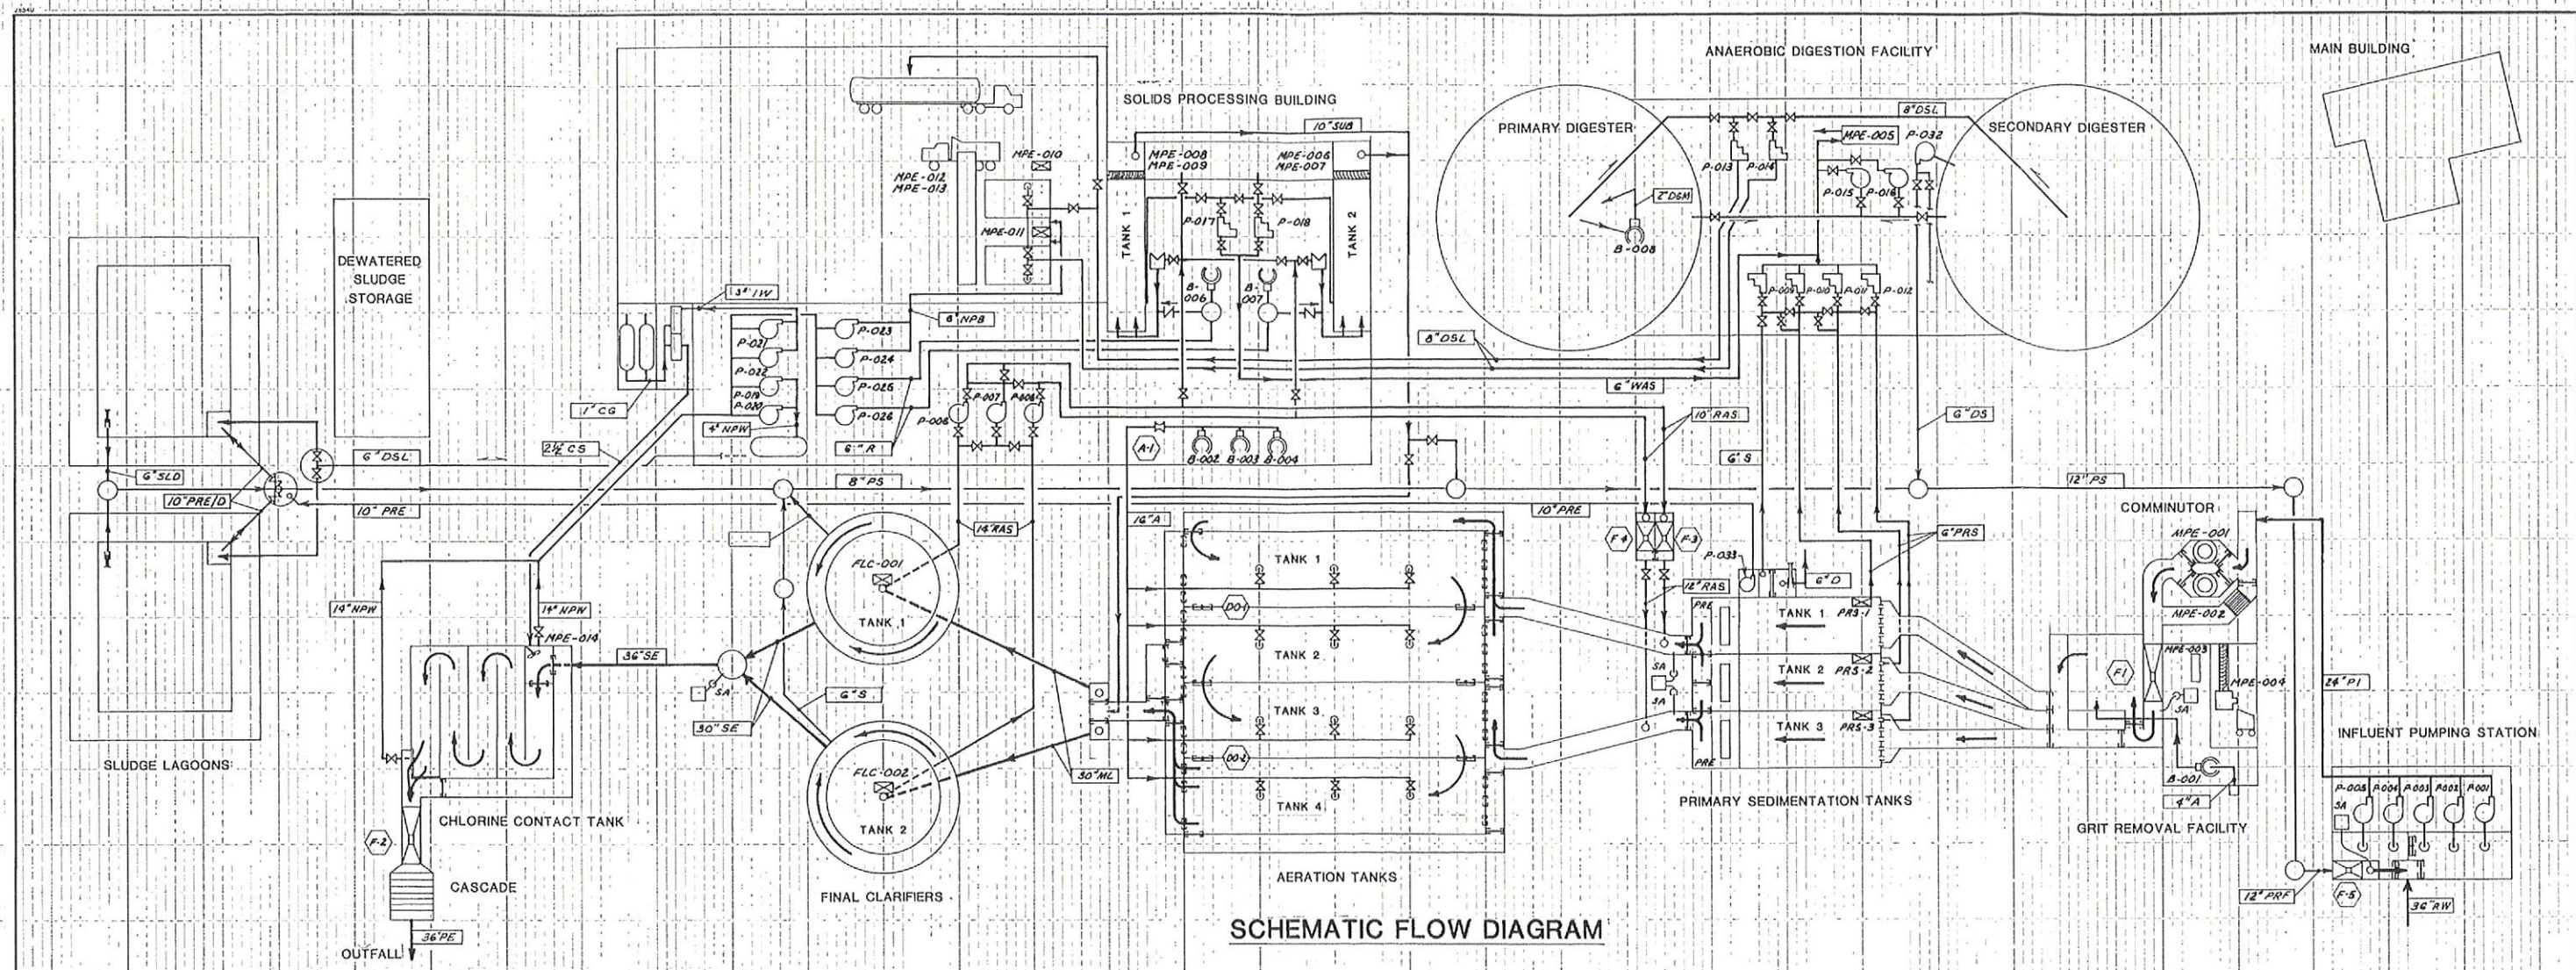 ANAEROBIC DIGESTION FACILITY
MAIN BUILDING
SOLIDS PROCESSING BUILDING
10"SUB
8"DSL
PRIMARY DIGESTER
SECONDARY DIGESTER
MPE-005
P-032
MPE-010
MPE-008
MPE-009
MPE-006
MPE-007
MPE-012
MPE-013
P-013
P-014
P-015
P-016
2"DGM
B-008
MPE-011
TANK 1
TANK 2
P-017
P-018
DEWATERED
SLUDGE
STORAGE
B-006
B-007
P-009
P-010
P-011
P-012
3"IW
6"NPB
P-021
P-022
P-019
P-020
P-023
P-024
P-025
P-026
8"DSL
6"WAS
1"CG
4"NPW
6"R
P-007
P-006
10"RAS
6"DS
2½"CS
A-1
B-002
B-003
B-004
6"DSL
6"S
6"SLD
10"PRE/D
10"PRE
8"PS
12"PS
14"RAS
16"A
10"PRE
COMMINUTOR
MPE-001
MPE-002
F-4
F-3
P-033
6"PRS
12"RAS
6"D
FLC-001
TANK 1
TANK 1
TANK 2
TANK 3
TANK 4
DO-1
DO-2
PRE
TANK 1
PRS-1
TANK 2
PRS-2
TANK 3
PRS-3
PRE
SA
SA
14"NPW
14"NPW
MPE-014
36"SE
SA
6"S
30"SE
FLC-002
TANK 2
30"ML
F1
MPE-003
MPE-004
SA
24"PI
B-001
4"A
INFLUENT PUMPING STATION
P-005
P-004
P-003
P-002
P-001
SA
SLUDGE LAGOONS
CHLORINE CONTACT TANK
PRIMARY SEDIMENTATION TANKS
GRIT REMOVAL FACILITY
F-2
CASCADE
FINAL CLARIFIERS
AERATION TANKS
12"PRF
F-5
36"RW
36"PE
OUTFALL
SCHEMATIC FLOW DIAGRAM